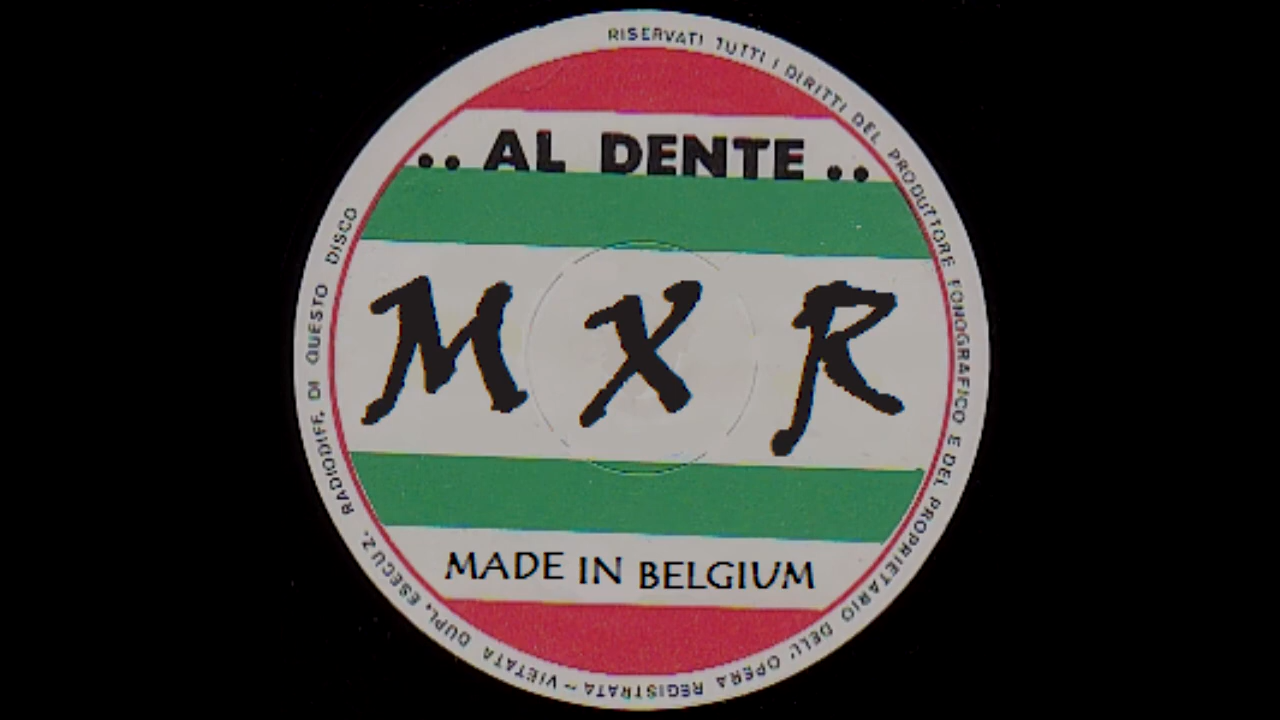 .. AL DENTE ..
M X R
MADE IN BELGIUM
RISERVATI TUTTI I DIRITTI DEL PRODUTTORE FONOGRAFICO E DEL PROPRIETARIO DELL' OPERA REGISTRATA - VIETATA DUPL. ESECUZ. RADIODIFF. DI QUESTO DISCO